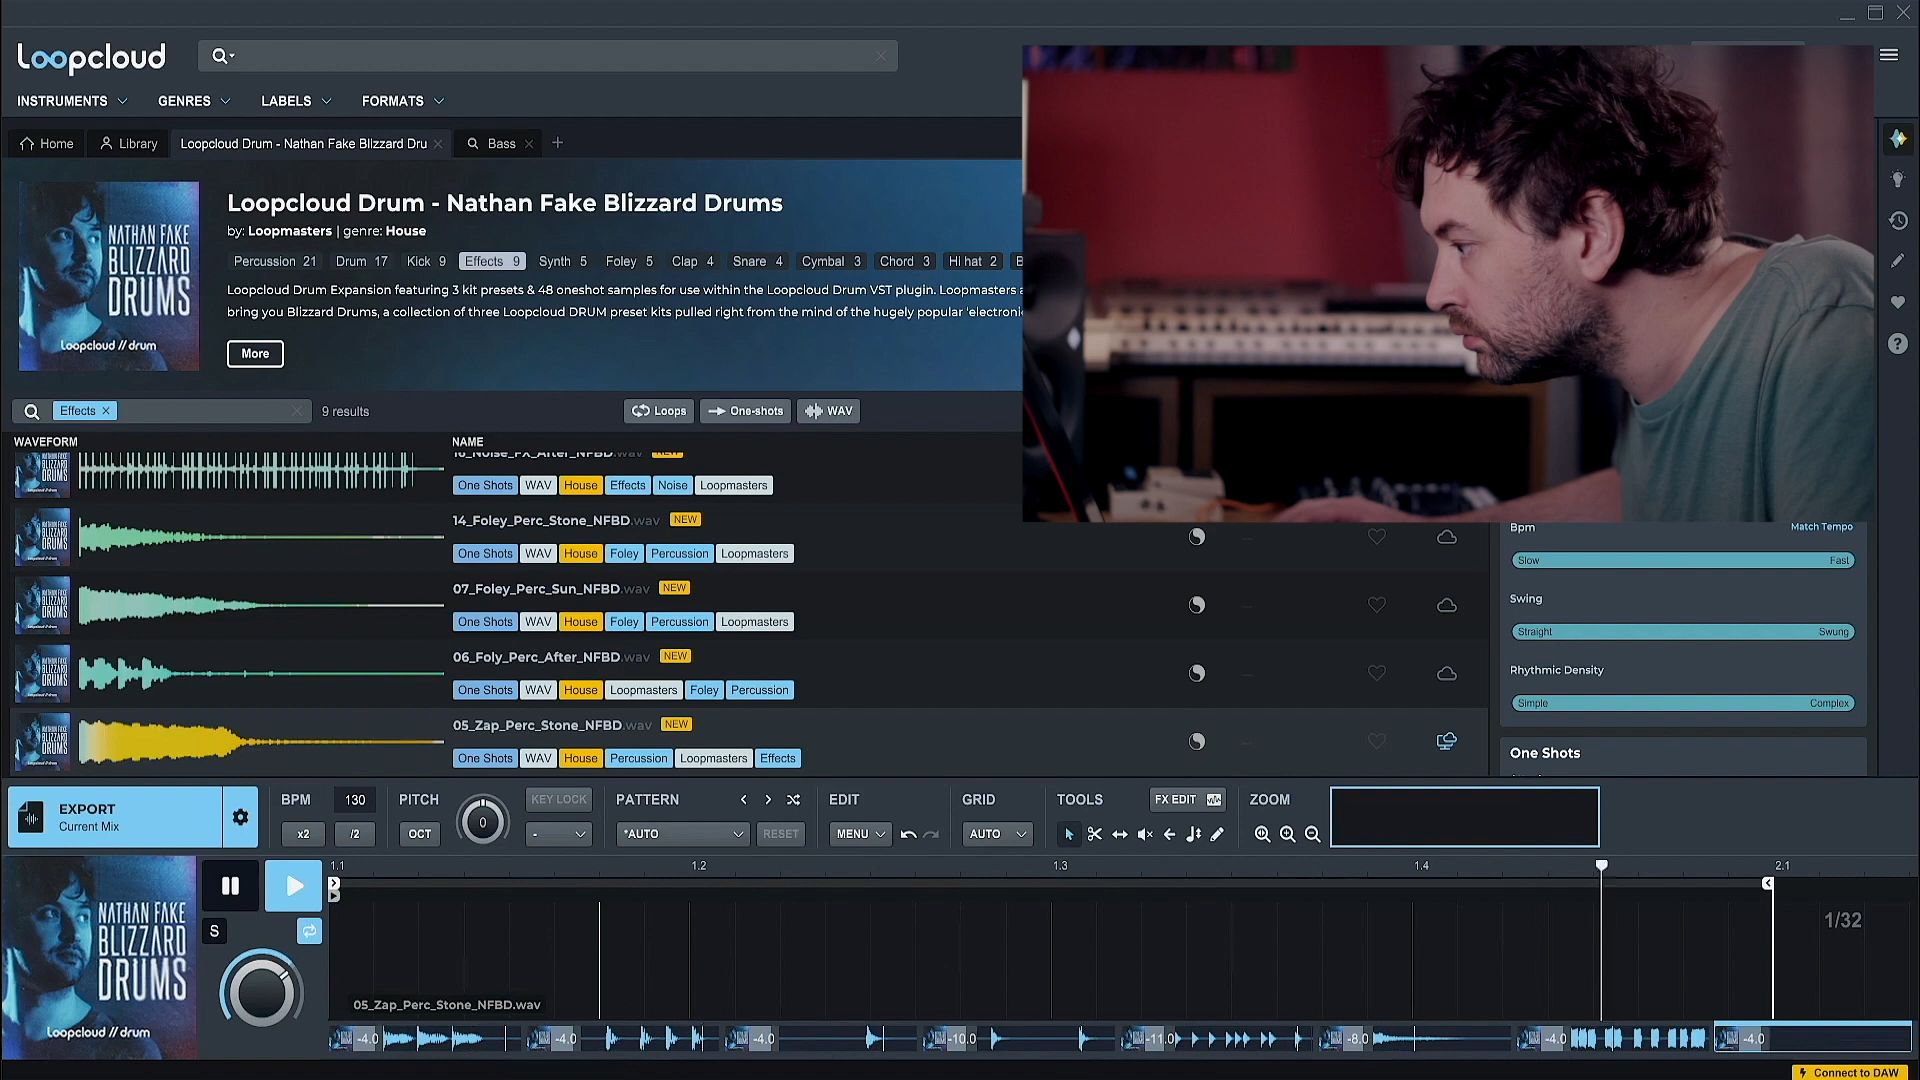 Loopcloud
INSTRUMENTS GENRES LABELS FORMATS
Home Library Loopcloud Drum - Nathan Fake Blizzard Dru Bass
NATHAN FAKE
BLIZZARD
DRUMS
Loopcloud // drum
Loopcloud Drum - Nathan Fake Blizzard Drums
by: Loopmasters | genre: House
Percussion 21 Drum 17 Kick 9 Effects 9 Synth 5 Foley 5 Clap 4 Snare 4 Cymbal 3 Chord 3 Hi hat 2 B
Loopcloud Drum Expansion featuring 3 kit presets & 48 oneshot samples for use within the Loopcloud Drum VST plugin. Loopmasters a
bring you Blizzard Drums, a collection of three Loopcloud DRUM preset kits pulled right from the mind of the hugely popular 'electronic
More
Effects × 9 results Loops One-shots WAV
WAVEFORM NAME
16_Noise_FX_After_NFBD.wav NEW
One Shots WAV House Effects Noise Loopmasters
14_Foley_Perc_Stone_NFBD.wav NEW
One Shots WAV House Foley Percussion Loopmasters
07_Foley_Perc_Sun_NFBD.wav NEW
One Shots WAV House Foley Percussion Loopmasters
06_Foly_Perc_After_NFBD.wav NEW
One Shots WAV House Loopmasters Foley Percussion
05_Zap_Perc_Stone_NFBD.wav NEW
One Shots WAV House Percussion Loopmasters Effects
Bpm Match Tempo
Slow Fast
Swing
Straight Swung
Rhythmic Density
Simple Complex
One Shots
EXPORT
Current Mix
BPM 130
x2 /2
PITCH
OCT
0
KEY LOCK
-
PATTERN
*AUTO RESET
EDIT
MENU
GRID
AUTO
TOOLS FX EDIT
ZOOM
NATHAN FAKE
BLIZZARD
DRUMS
Loopcloud // drum
S
1.1 1.2 1.3 1.4 2.1
1/32
05_Zap_Perc_Stone_NFBD.wav
-4.0 -4.0 -4.0 -10.0 -11.0 -8.0 -4.0 -4.0
Connect to DAW